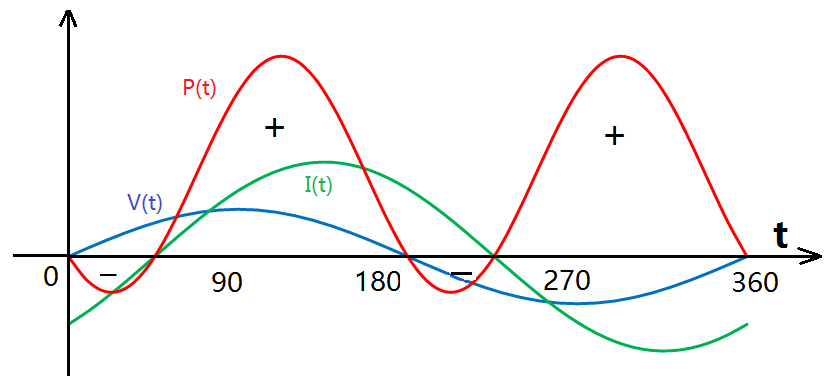 P(t)
+
+
I(t)
V(t)
t
0
−
90
180
−
270
360